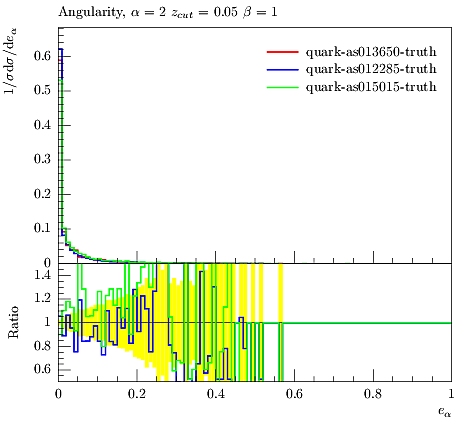 Angularity, α = 2 z_cut = 0.05 β = 1
1/σ dσ/de_α
quark-as013650-truth
quark-as012285-truth
quark-as015015-truth
0.6
0.5
0.4
0.3
0.2
0.1
0
Ratio
1.4
1.2
1
0.8
0.6
0 0.2 0.4 0.6 0.8 1
e_α